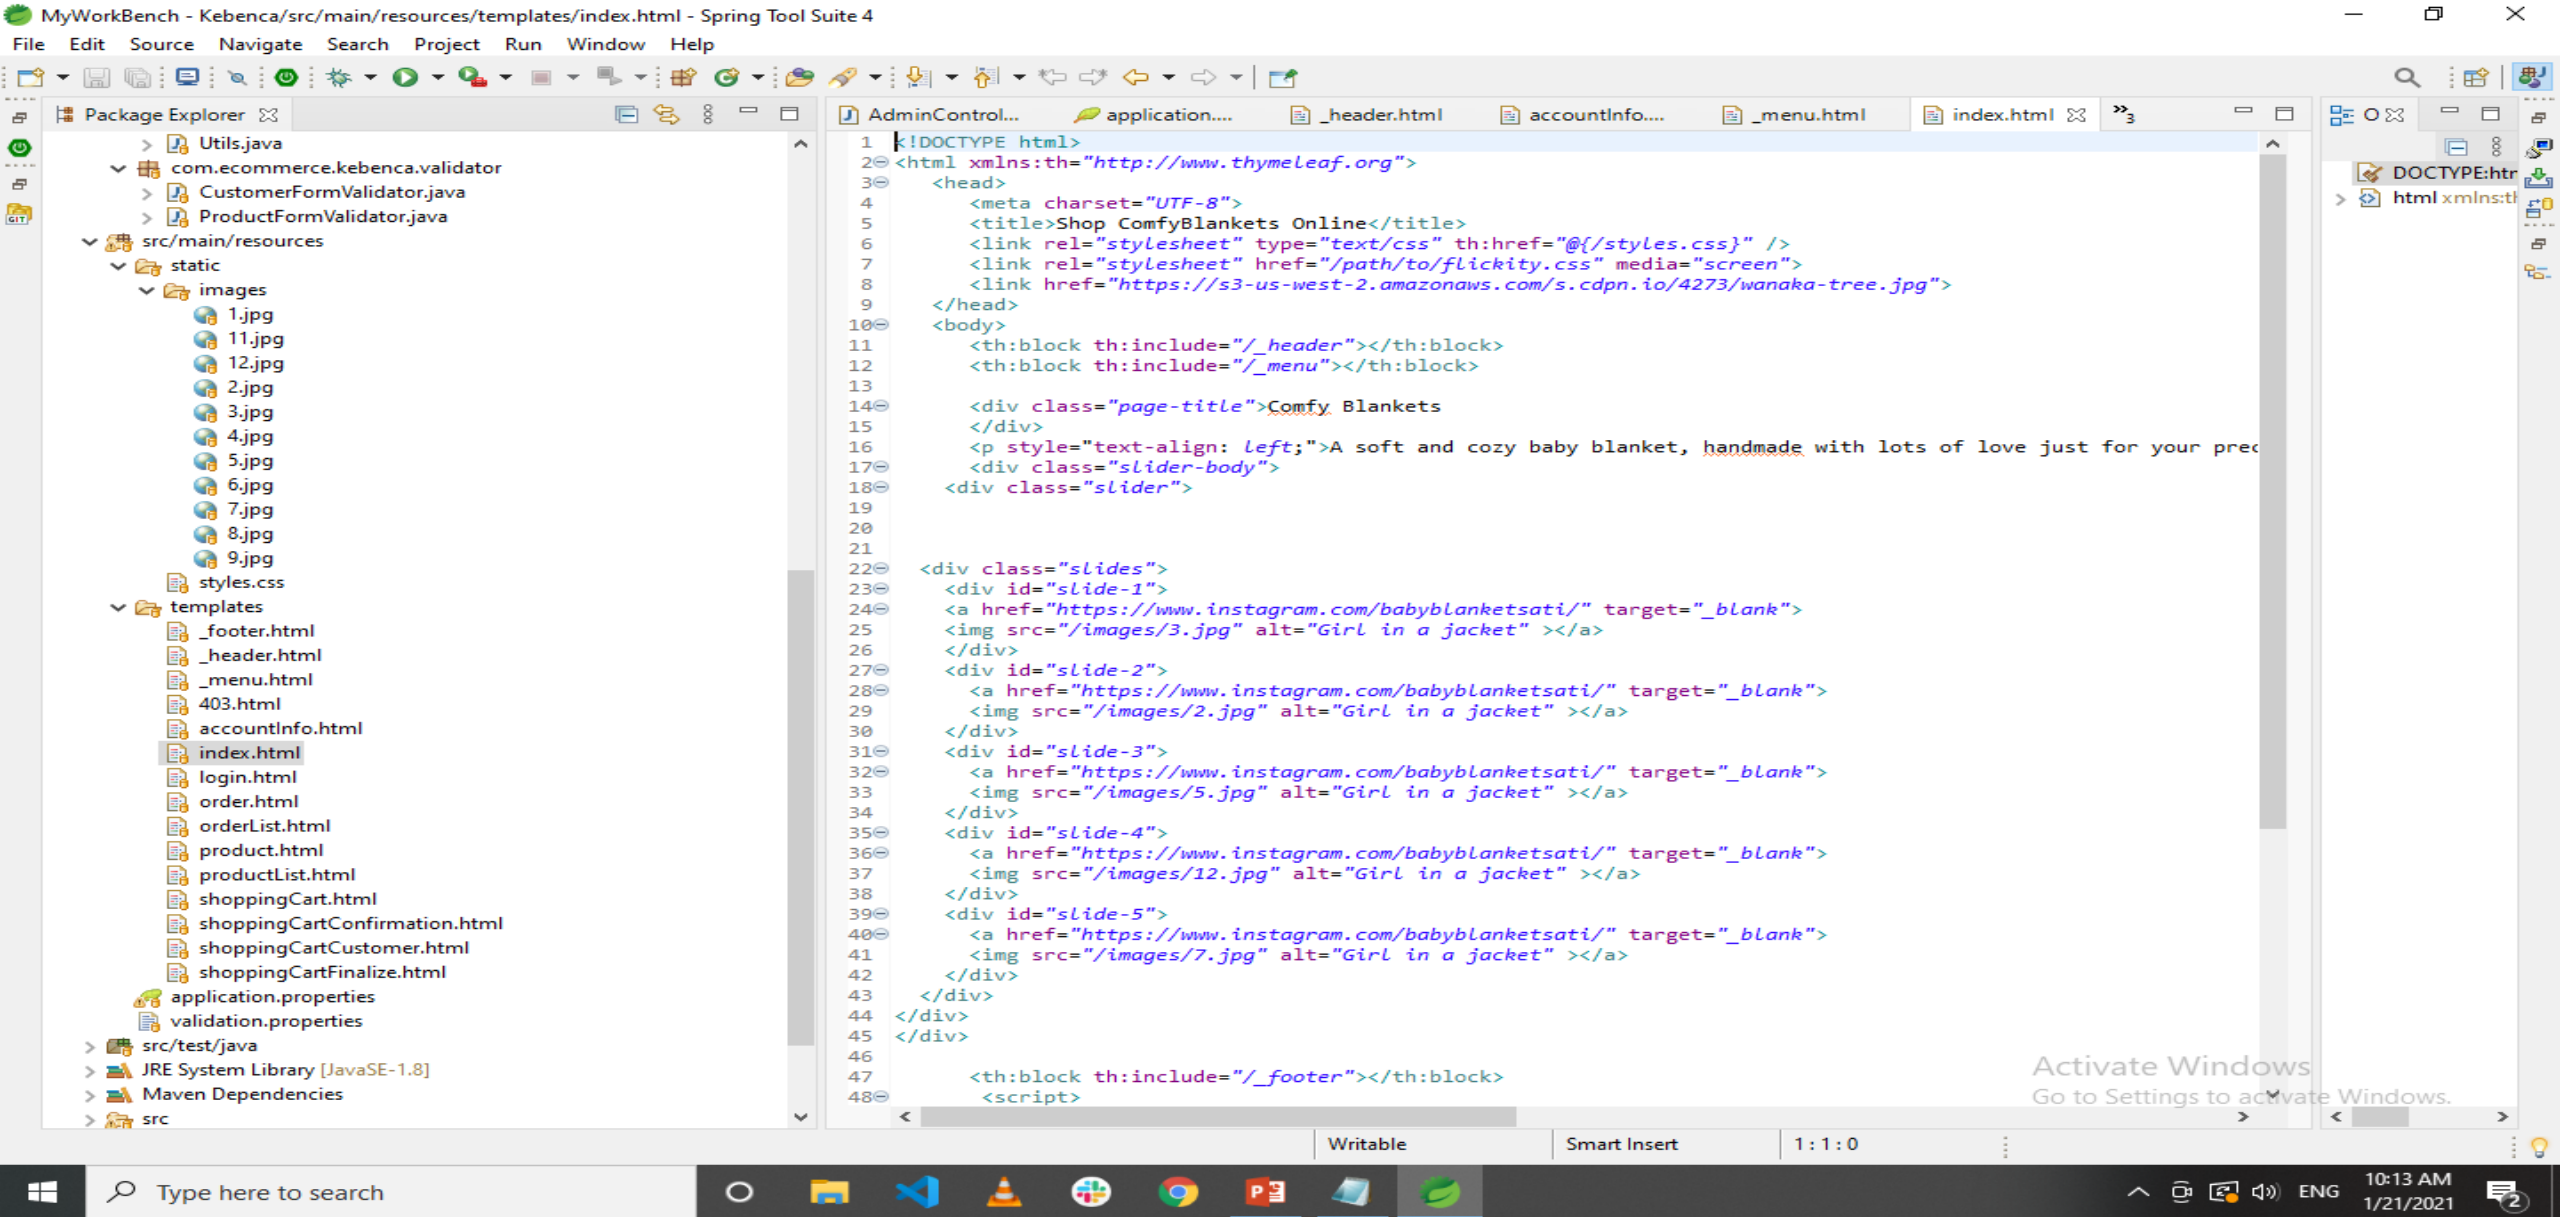 MyWorkBench - Kebenca/src/main/resources/templates/index.html - Spring Tool Suite 4
File Edit Source Navigate Search Project Run Window Help
Package Explorer
Utils.java
com.ecommerce.kebenca.validator
CustomerFormValidator.java
ProductFormValidator.java
src/main/resources
static
images
1.jpg
11.jpg
12.jpg
2.jpg
3.jpg
4.jpg
5.jpg
6.jpg
7.jpg
8.jpg
9.jpg
styles.css
templates
_footer.html
_header.html
_menu.html
403.html
accountInfo.html
index.html
login.html
order.html
orderList.html
product.html
productList.html
shoppingCart.html
shoppingCartConfirmation.html
shoppingCartCustomer.html
shoppingCartFinalize.html
application.properties
validation.properties
src/test/java
JRE System Library [JavaSE-1.8]
Maven Dependencies
src
AdminControl... application.... _header.html accountInfo.... _menu.html index.html »3
1 <!DOCTYPE html>
2 <html xmlns:th="http://www.thymeleaf.org">
3 <head>
4 <meta charset="UTF-8">
5 <title>Shop ComfyBlankets Online</title>
6 <link rel="stylesheet" type="text/css" th:href="@{/styles.css}" />
7 <link rel="stylesheet" href="/path/to/flickity.css" media="screen">
8 <link href="https://s3-us-west-2.amazonaws.com/s.cdpn.io/4273/wanaka-tree.jpg">
9 </head>
10 <body>
11 <th:block th:include="/_header"></th:block>
12 <th:block th:include="/_menu"></th:block>
13
14 <div class="page-title">Comfy Blankets
15 </div>
16 <p style="text-align: left;">A soft and cozy baby blanket, handmade with lots of love just for your prec
17 <div class="slider-body">
18 <div class="slider">
19
20
21
22 <div class="slides">
23 <div id="slide-1">
24 <a href="https://www.instagram.com/babyblanketsati/" target="_blank">
25 <img src="/images/3.jpg" alt="Girl in a jacket" ></a>
26 </div>
27 <div id="slide-2">
28 <a href="https://www.instagram.com/babyblanketsati/" target="_blank">
29 <img src="/images/2.jpg" alt="Girl in a jacket" ></a>
30 </div>
31 <div id="slide-3">
32 <a href="https://www.instagram.com/babyblanketsati/" target="_blank">
33 <img src="/images/5.jpg" alt="Girl in a jacket" ></a>
34 </div>
35 <div id="slide-4">
36 <a href="https://www.instagram.com/babyblanketsati/" target="_blank">
37 <img src="/images/12.jpg" alt="Girl in a jacket" ></a>
38 </div>
39 <div id="slide-5">
40 <a href="https://www.instagram.com/babyblanketsati/" target="_blank">
41 <img src="/images/7.jpg" alt="Girl in a jacket" ></a>
42 </div>
43 </div>
44 </div>
45 </div>
46
47 <th:block th:include="/_footer"></th:block>
48 <script>
O
DOCTYPE:htr
html xmlns:tl
Activate Windows
Go to Settings to activate Windows.
Writable Smart Insert 1 : 1 : 0
Type here to search
ENG
10:13 AM
1/21/2021
2